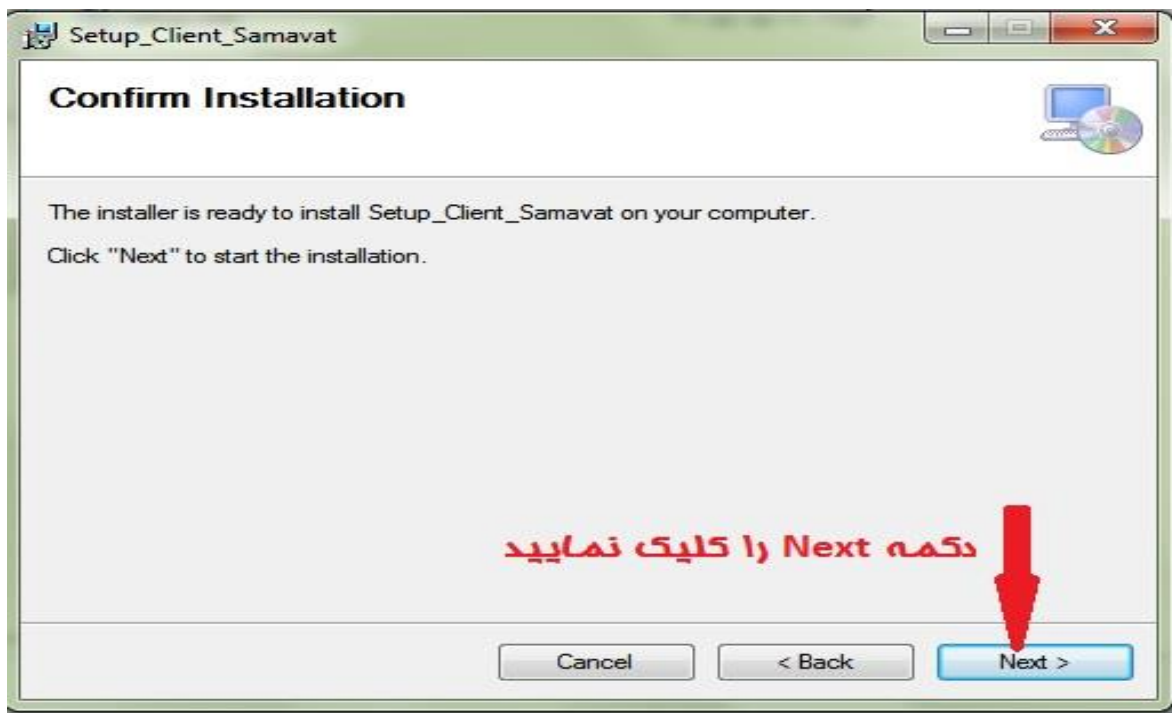 Setup_Client_Samavat
Confirm Installation
The installer is ready to install Setup_Client_Samavat on your computer.
Click "Next" to start the installation.
دکمه Next را کلیک نمایید
Cancel
< Back
Next >